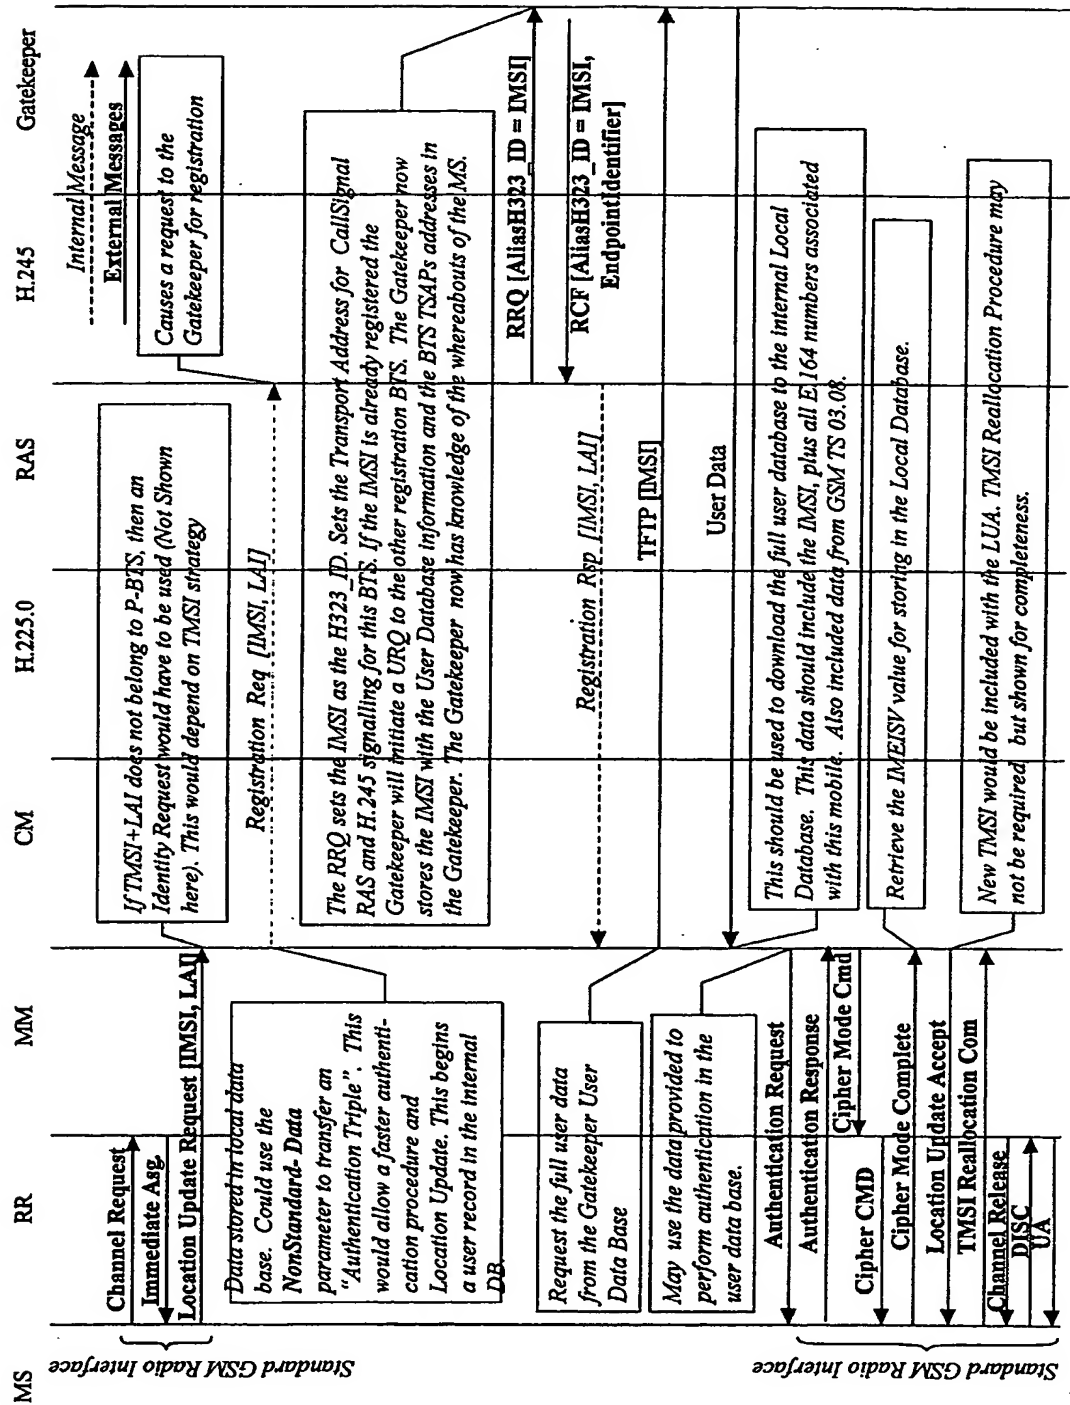 MS
RR
MM
CM
H.225.0
RAS
H.245
Gatekeeper
Internal Message
External Messages
Standard GSM Radio Interface
Channel Request
Immediate Asg.
Location Update Request [IMSI, LAI]
If TMSI+LAI does not belong to P-BTS, then an
Identity Request would have to be used (Not Shown
here). This would depend on TMSI strategy
Causes a request to the
Gatekeeper for registration
Registration Req [IMSI, LAI]
Data stored in local data
base. Could use the
NonStandard- Data
parameter to transfer an
"Authentication Triple". This
would allow a faster authenti-
cation procedure and
Location Update. This begins
a user record in the internal
DB.
The RRQ sets the IMSI as the H323_ID. Sets the Transport Address for CallSignal
RAS and H.245 signalling for this BTS. If the IMSI is already registered the
Gatekeeper will initiate a URQ to the other registration BTS. The Gatekeeper now
stores the IMSI with the User Database information and the BTS TSAPs addresses in
the Gatekeeper. The Gatekeeper now has knowledge of the whereabouts of the MS.
RRQ [AliasH323_ID = IMSI]
RCF [AliasH323_ID = IMSI,
EndpointIdentifier]
Registration Rsp [IMSI, LAI]
Request the full user data
from the Gatekeeper User
Data Base
TFTP [IMSI]
User Data
May use the data provided to
perform authentication in the
user data base.
This should be used to download the full user database to the internal Local
Database. This data should include the IMSI, plus all E.164 numbers associated
with this mobile. Also included data from GSM TS 03.08.
Authentication Request
Authentication Response
Cipher Mode Cmd
Cipher CMD
Cipher Mode Complete
Retrieve the IMEISV value for storing in the Local Database.
Location Update Accept
TMSI Reallocation Com
New TMSI would be included with the LUA. TMSI Reallocation Procedure may
not be required but shown for completeness.
Channel Release
DISC
UA
Standard GSM Radio Interface